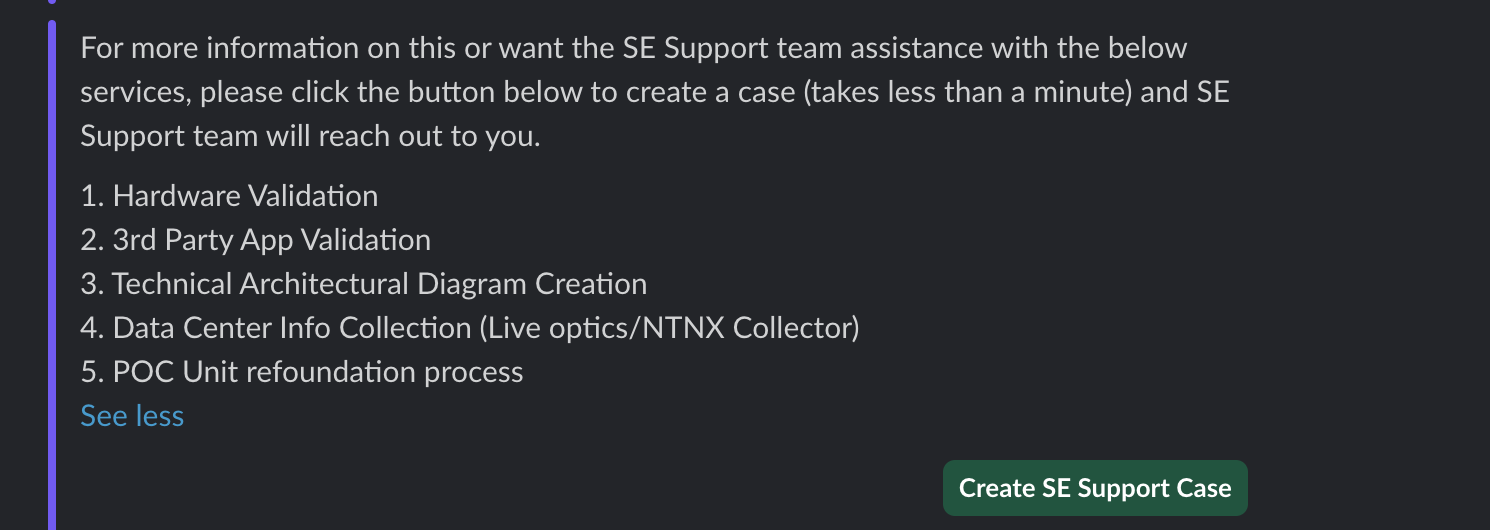 For more information on this or want the SE Support team assistance with the below
services, please click the button below to create a case (takes less than a minute) and SE
Support team will reach out to you.
1. Hardware Validation
2. 3rd Party App Validation
3. Technical Architectural Diagram Creation
4. Data Center Info Collection (Live optics/NTNX Collector)
5. POC Unit refoundation process
See less
Create SE Support Case